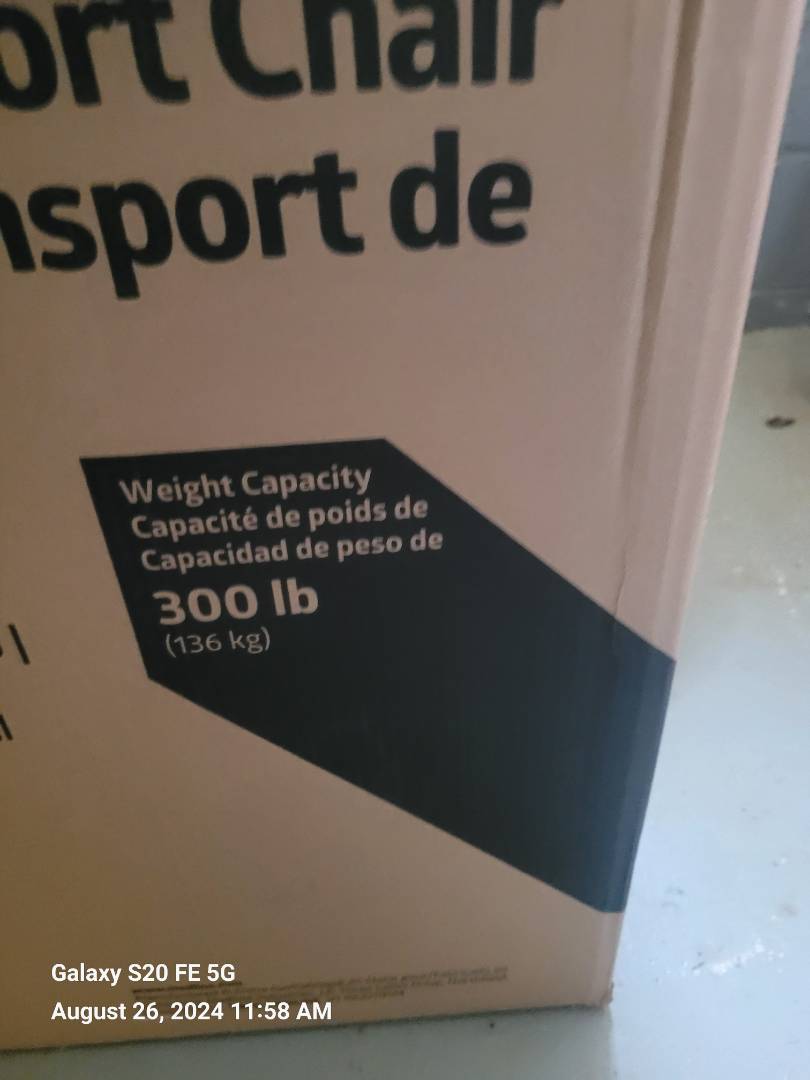 ort Chair
nsport de
Weight Capacity
Capacité de poids de
Capacidad de peso de
300 lb
(136 kg)
Galaxy S20 FE 5G
August 26, 2024 11:58 AM